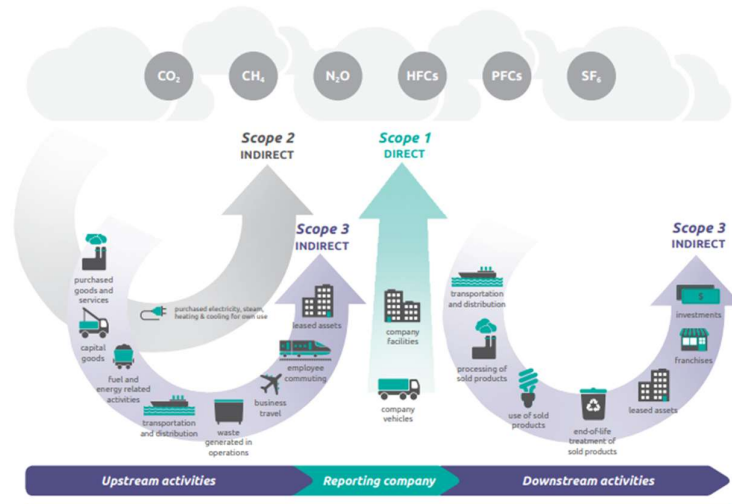 CO₂
CH₄
N₂O
HFCs
PFCs
SF₆
Scope 2
INDIRECT
Scope 1
DIRECT
Scope 3
INDIRECT
Scope 3
INDIRECT
purchased
goods and
services
capital
goods
fuel and
energy related
activities
transportation
and distribution
waste
generated in
operations
business
travel
employee
commuting
leased assets
purchased electricity, steam,
heating & cooling for own use
company
facilities
company
vehicles
transportation
and distribution
processing of
sold products
use of sold
products
end-of-life
treatment of
sold products
leased assets
franchises
$
investments
Upstream activities
Reporting company
Downstream activities